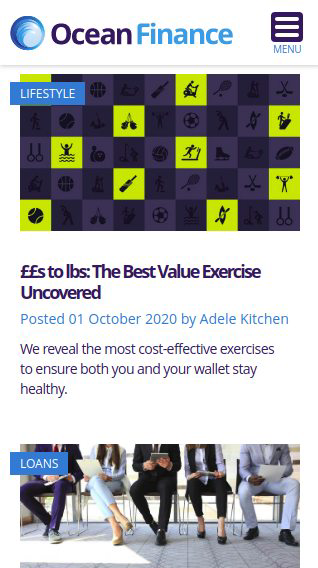 Ocean Finance
MENU
LIFESTYLE
££s to lbs: The Best Value Exercise
Uncovered
Posted 01 October 2020 by Adele Kitchen
We reveal the most cost-effective exercises
to ensure both you and your wallet stay
healthy.
LOANS